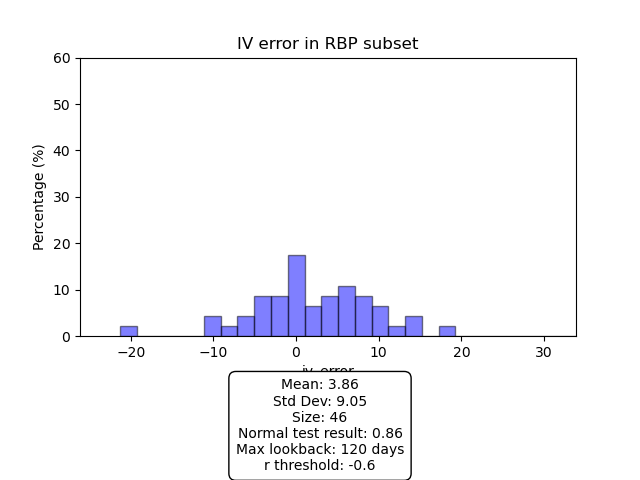 IV error in RBP subset
60
50
40
30
20
10
0
Percentage (%)
−20
−10
0
10
20
30
iv_error
Mean: 3.86
Std Dev: 9.05
Size: 46
Normal test result: 0.86
Max lookback: 120 days
r threshold: -0.6